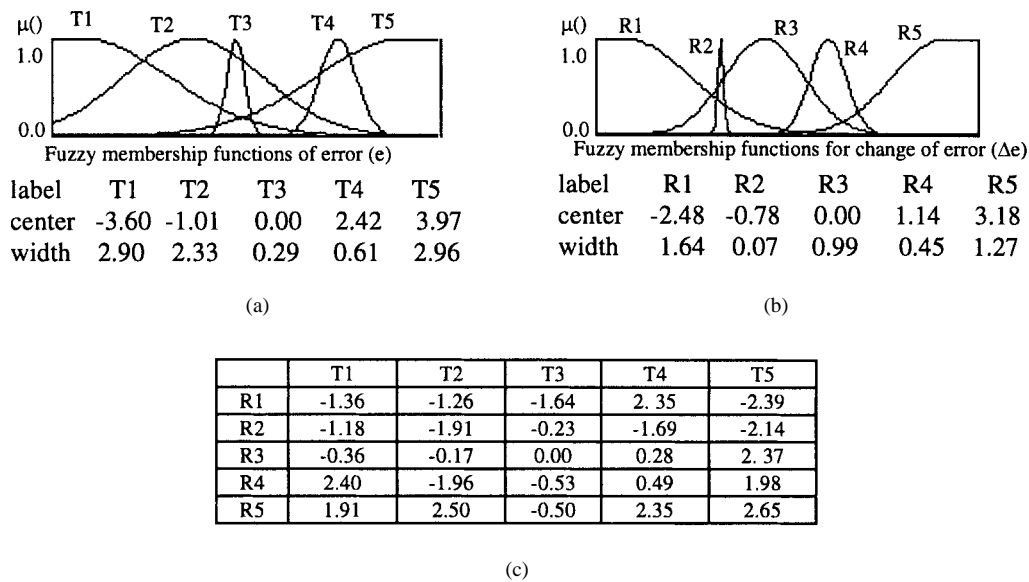 μ() T1 T2 T3 T4 T5
1.0
0.0
Fuzzy membership functions of error (e)
label T1 T2 T3 T4 T5
center -3.60 -1.01 0.00 2.42 3.97
width 2.90 2.33 0.29 0.61 2.96
(a)
μ() R1 R2 R3 R4 R5
1.0
0.0
Fuzzy membership functions for change of error (Δe)
label R1 R2 R3 R4 R5
center -2.48 -0.78 0.00 1.14 3.18
width 1.64 0.07 0.99 0.45 1.27
(b)
T1 T2 T3 T4 T5
R1 -1.36 -1.26 -1.64 2. 35 -2.39
R2 -1.18 -1.91 -0.23 -1.69 -2.14
R3 -0.36 -0.17 0.00 0.28 2. 37
R4 2.40 -1.96 -0.53 0.49 1.98
R5 1.91 2.50 -0.50 2.35 2.65
(c)